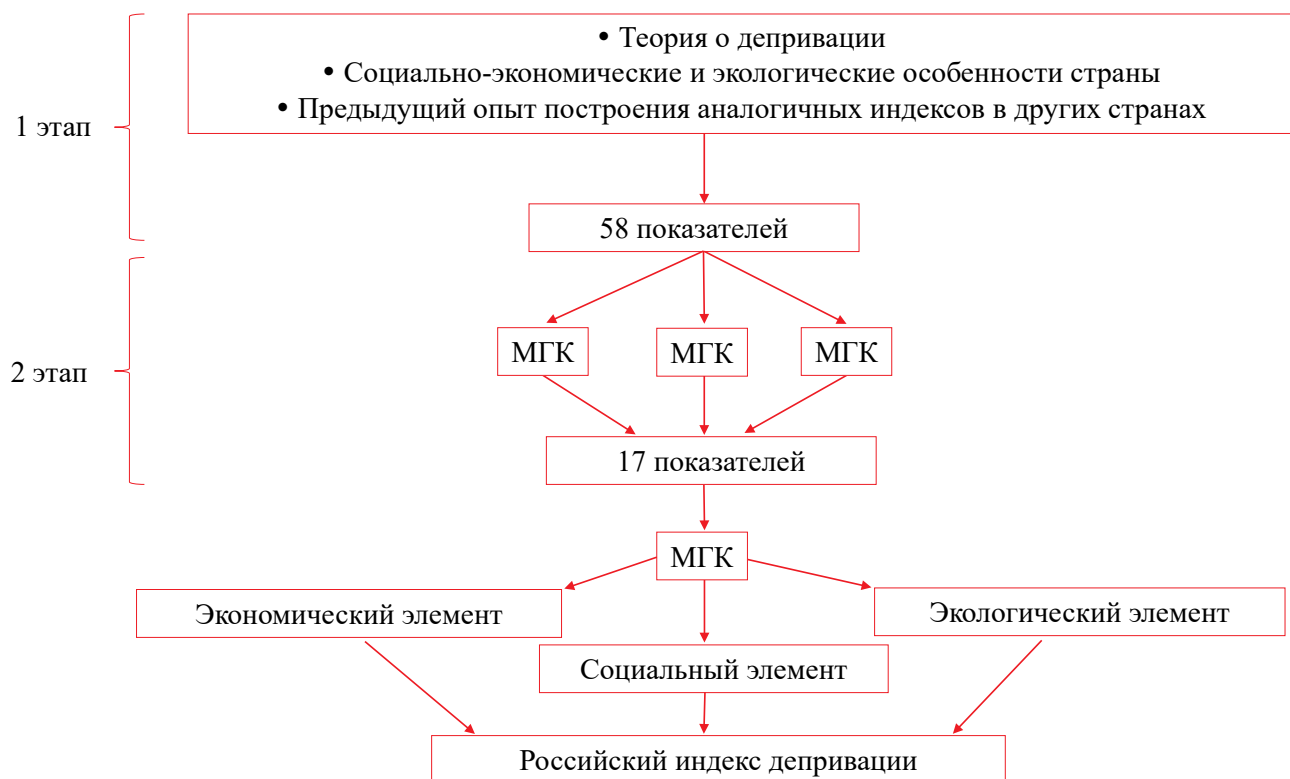 • Теория о депривации
• Социально-экономические и экологические особенности страны
• Предыдущий опыт построения аналогичных индексов в других странах
1 этап
58 показателей
2 этап
МГК
МГК
МГК
17 показателей
МГК
Экономический элемент
Экологический элемент
Социальный элемент
Российский индекс депривации